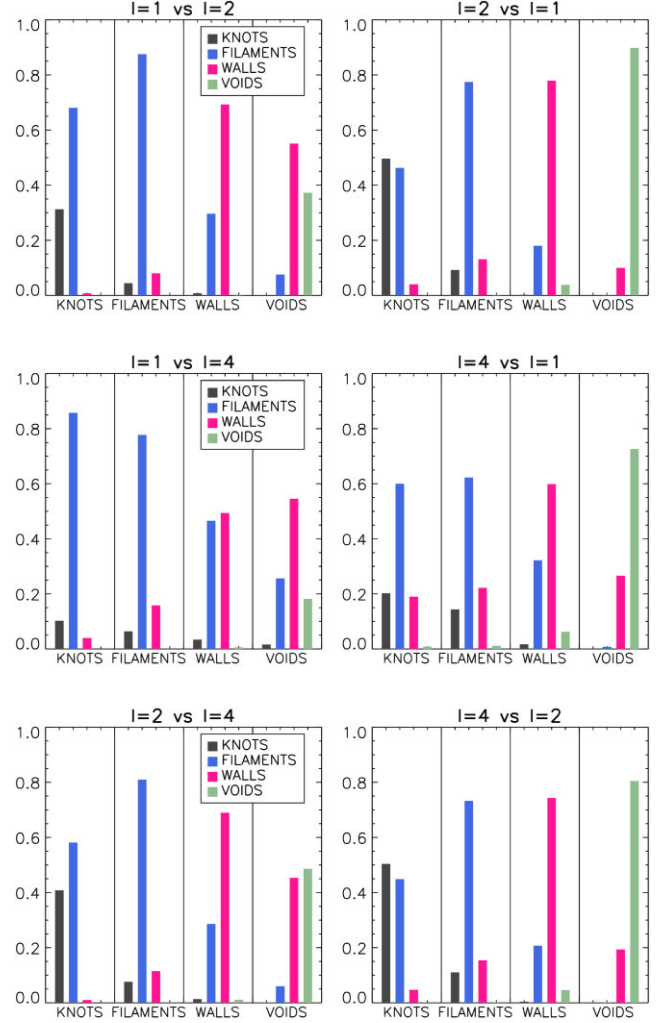 l=1 vs l=2
l=2 vs l=1
1.0
0.8
0.6
0.4
0.2
0.0
KNOTS
FILAMENTS
WALLS
VOIDS
KNOTS FILAMENTS WALLS VOIDS
1.0
0.8
0.6
0.4
0.2
0.0
KNOTS FILAMENTS WALLS VOIDS
l=1 vs l=4
l=4 vs l=1
1.0
0.8
0.6
0.4
0.2
0.0
KNOTS
FILAMENTS
WALLS
VOIDS
KNOTS FILAMENTS WALLS VOIDS
1.0
0.8
0.6
0.4
0.2
0.0
KNOTS FILAMENTS WALLS VOIDS
l=2 vs l=4
l=4 vs l=2
1.0
0.8
0.6
0.4
0.2
0.0
KNOTS
FILAMENTS
WALLS
VOIDS
KNOTS FILAMENTS WALLS VOIDS
1.0
0.8
0.6
0.4
0.2
0.0
KNOTS FILAMENTS WALLS VOIDS